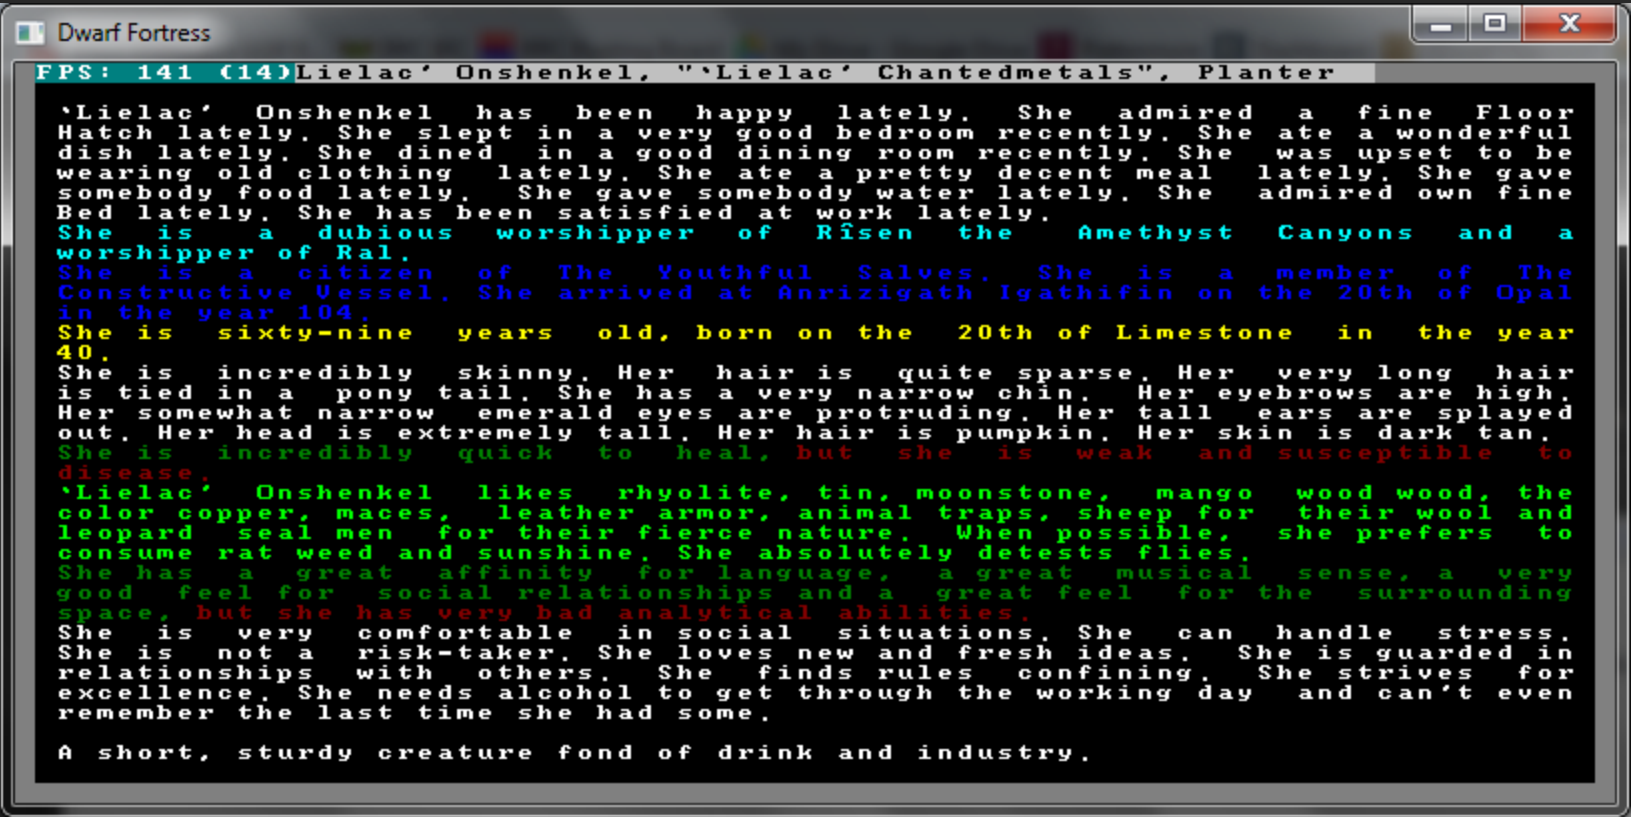 Dwarf Fortress
FPS: 141 (14)Lielac' Onshenkel, "`Lielac' Chantedmetals", Planter
`Lielac' Onshenkel has been happy lately. She admired a fine Floor
Hatch lately. She slept in a very good bedroom recently. She ate a wonderful
dish lately. She dined in a good dining room recently. She was upset to be
wearing old clothing lately. She ate a pretty decent meal lately. She gave
somebody food lately. She gave somebody water lately. She admired own fine
Bed lately. She has been satisfied at work lately.
She is a dubious worshipper of Rîsen the Amethyst Canyons and a
worshipper of Ral.
She is a citizen of The Youthful Salves. She is a member of The
Constructive Vessel. She arrived at Anrizigath Igathifin on the 20th of Opal
in the year 104.
She is sixty-nine years old, born on the 20th of Limestone in the year
40.
She is incredibly skinny. Her hair is quite sparse. Her very long hair
is tied in a pony tail. She has a very narrow chin. Her eyebrows are high.
Her somewhat narrow emerald eyes are protruding. Her tall ears are splayed
out. Her head is extremely tall. Her hair is pumpkin. Her skin is dark tan.
She is incredibly quick to heal, but she is weak and susceptible to
disease.
`Lielac' Onshenkel likes rhyolite, tin, moonstone, mango wood wood, the
color copper, maces, leather armor, animal traps, sheep for their wool and
leopard seal men for their fierce nature. When possible, she prefers to
consume rat weed and sunshine. She absolutely detests flies.
She has a great affinity for language, a great musical sense, a very
good feel for social relationships and a great feel for the surrounding
space, but she has very bad analytical abilities.
She is very comfortable in social situations. She can handle stress.
She is not a risk-taker. She loves new and fresh ideas. She is guarded in
relationships with others. She finds rules confining. She strives for
excellence. She needs alcohol to get through the working day and can't even
remember the last time she had some.
A short, sturdy creature fond of drink and industry.